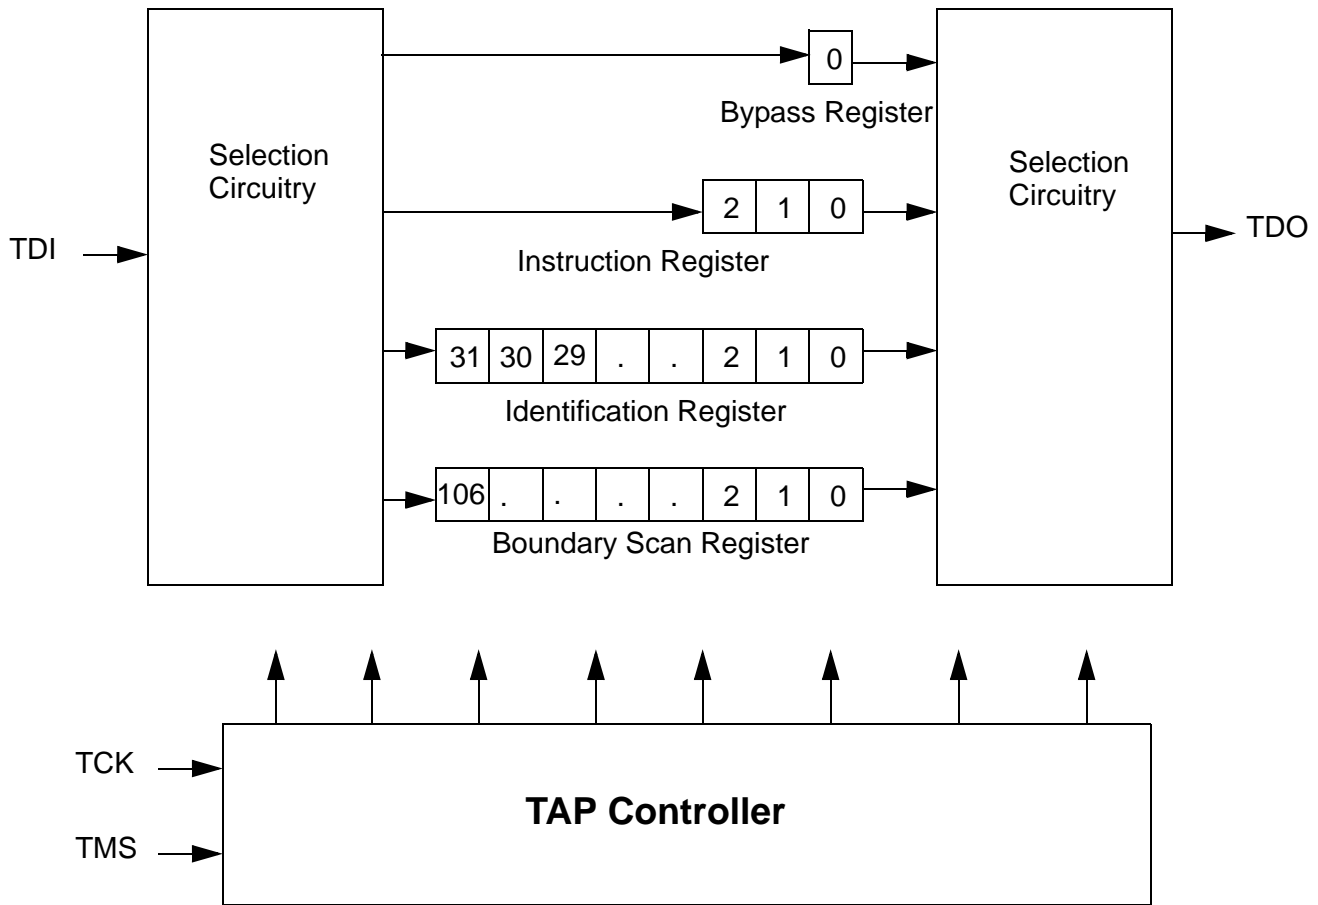 0
Bypass Register
Selection
Circuitry
Selection
Circuitry
2 1 0
TDI
TDO
Instruction Register
31 30 29 . . 2 1 0
Identification Register
106 . . . . 2 1 0
Boundary Scan Register
TCK
TAP Controller
TMS